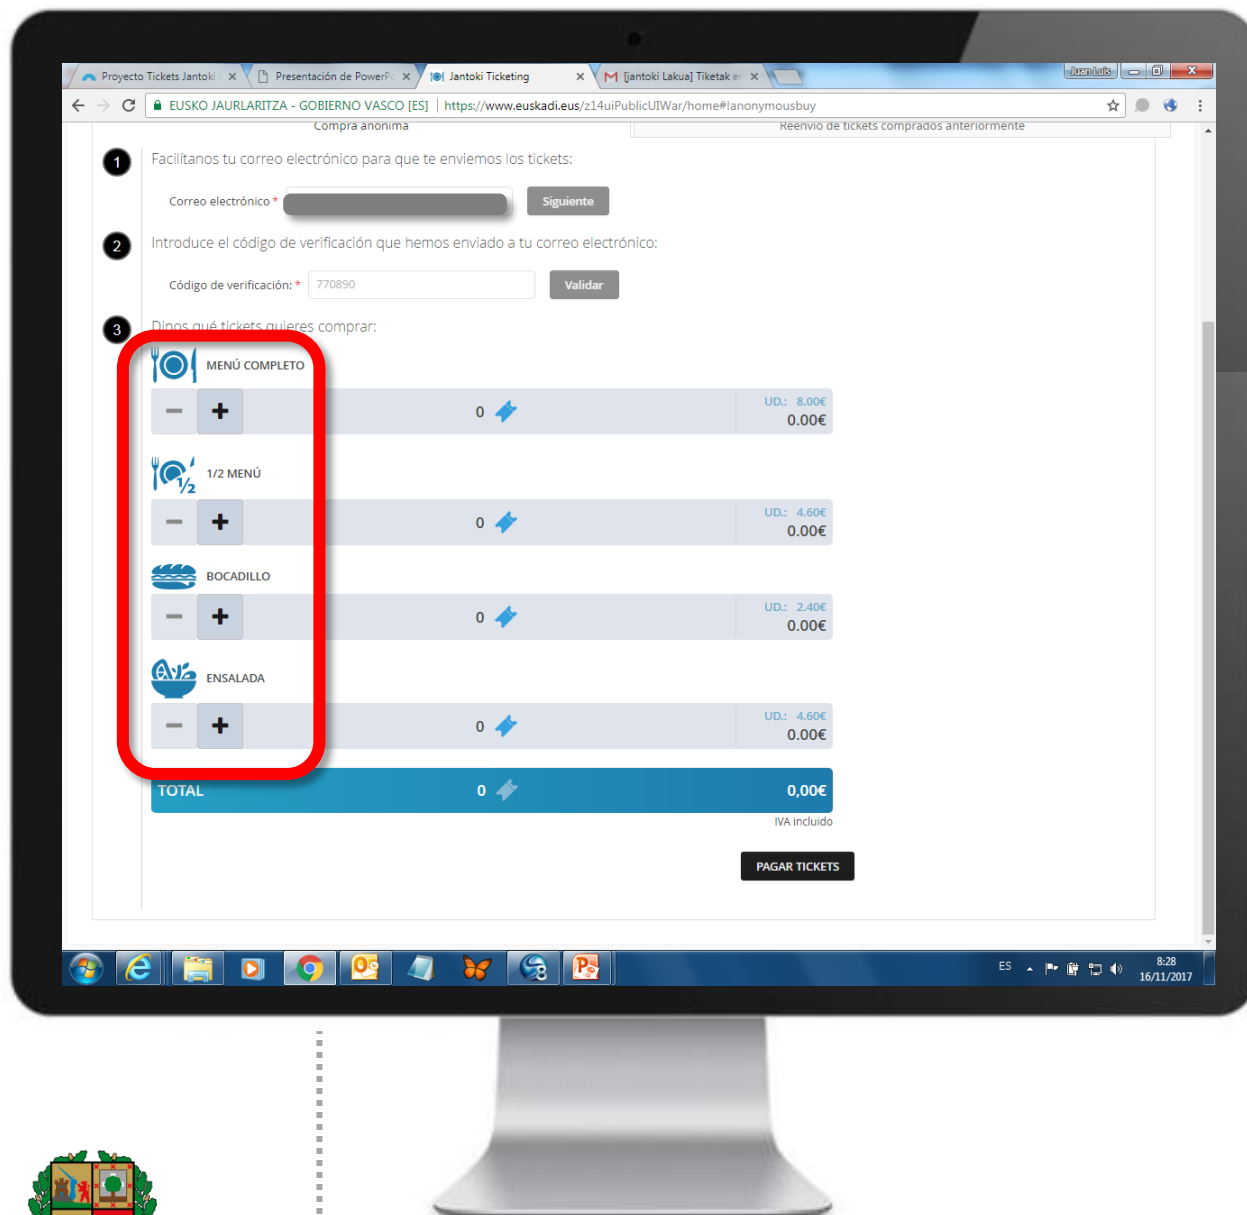 Juan Luis
Proyecto Tickets Jantoki
Presentación de PowerPo
Jantoki Ticketing
[jantoki Lakua] Tiketak er
EUSKO JAURLARITZA - GOBIERNO VASCO [ES] | https://www.euskadi.eus/z14uiPublicUIWar/home#!anonymousbuy
Compra anónima
Reenvío de tickets comprados anteriormente
1 Facilítanos tu correo electrónico para que te enviemos los tickets:
Correo electrónico * Siguiente
2 Introduce el código de verificación que hemos enviado a tu correo electrónico:
Código de verificación: * 770890 Validar
3 Dinos qué tickets quieres comprar:
MENÚ COMPLETO
UD.: 8.00€
− + 0 0.00€
1/2 1/2 MENÚ
UD.: 4.60€
− + 0 0.00€
BOCADILLO
UD.: 2.40€
− + 0 0.00€
ENSALADA
UD.: 4.60€
− + 0 0.00€
TOTAL 0 0,00€
IVA incluido
PAGAR TICKETS
ES 8:28
16/11/2017